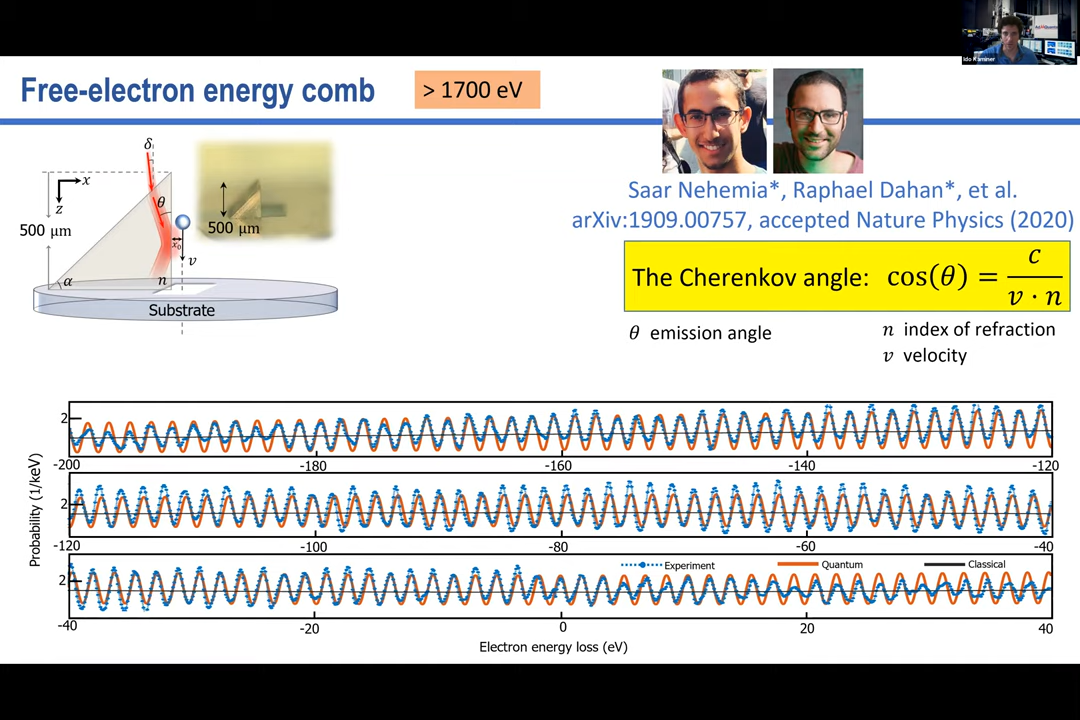 Ido Kaminer
Free-electron energy comb
> 1700 eV
δ
x
z
θ
500 μm
500 μm
x₀
v
α
n
Substrate
Saar Nehemia*, Raphael Dahan*, et al.
arXiv:1909.00757, accepted Nature Physics (2020)
The Cherenkov angle: cos(θ) = c / v · n
θ emission angle
n index of refraction
v velocity
Probability (1/keV)
2
-200 -180 -160 -140 -120
2
-120 -100 -80 -60 -40
Experiment Quantum Classical
2
-40 -20 0 20 40
Electron energy loss (eV)